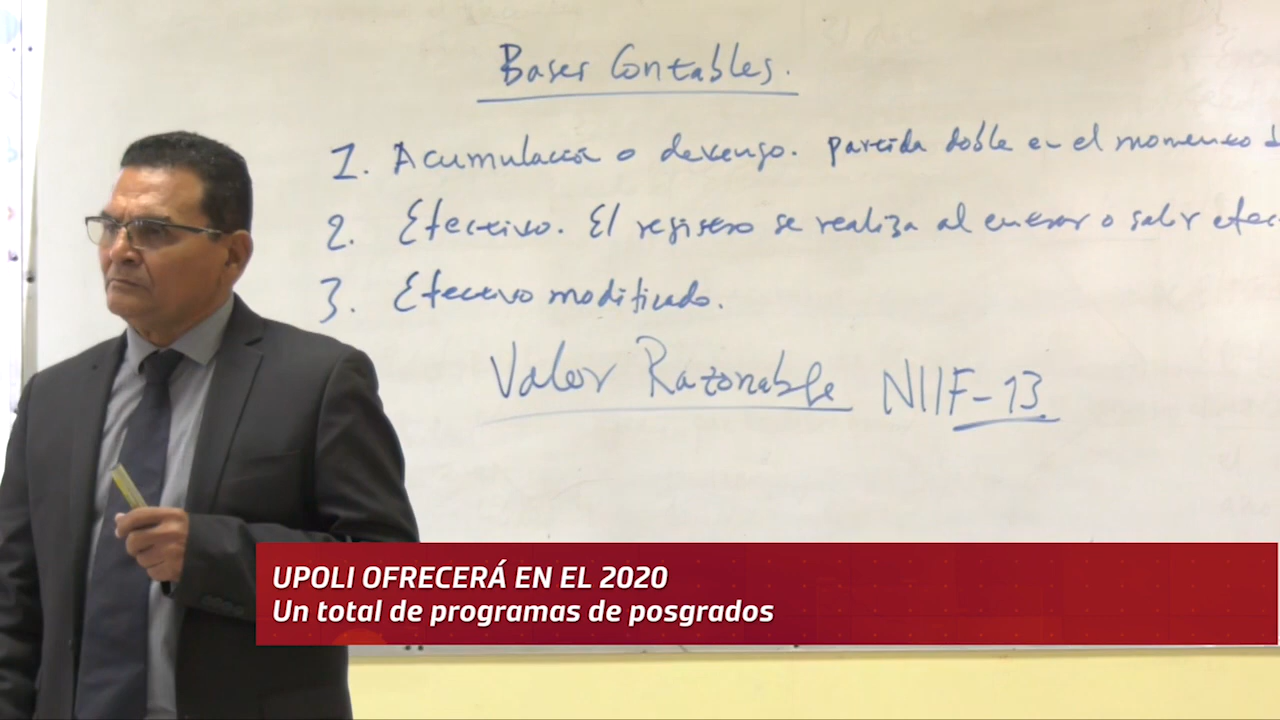 Bases Contables.
1. Acumulación o devengo. partida doble en el momento d
2. Efectivo. El registro se realiza al entrar o salir efec
3. Efectivo modificado.
Valor Razonable NIIF-13
UPOLI OFRECERÁ EN EL 2020
Un total de programas de posgrados